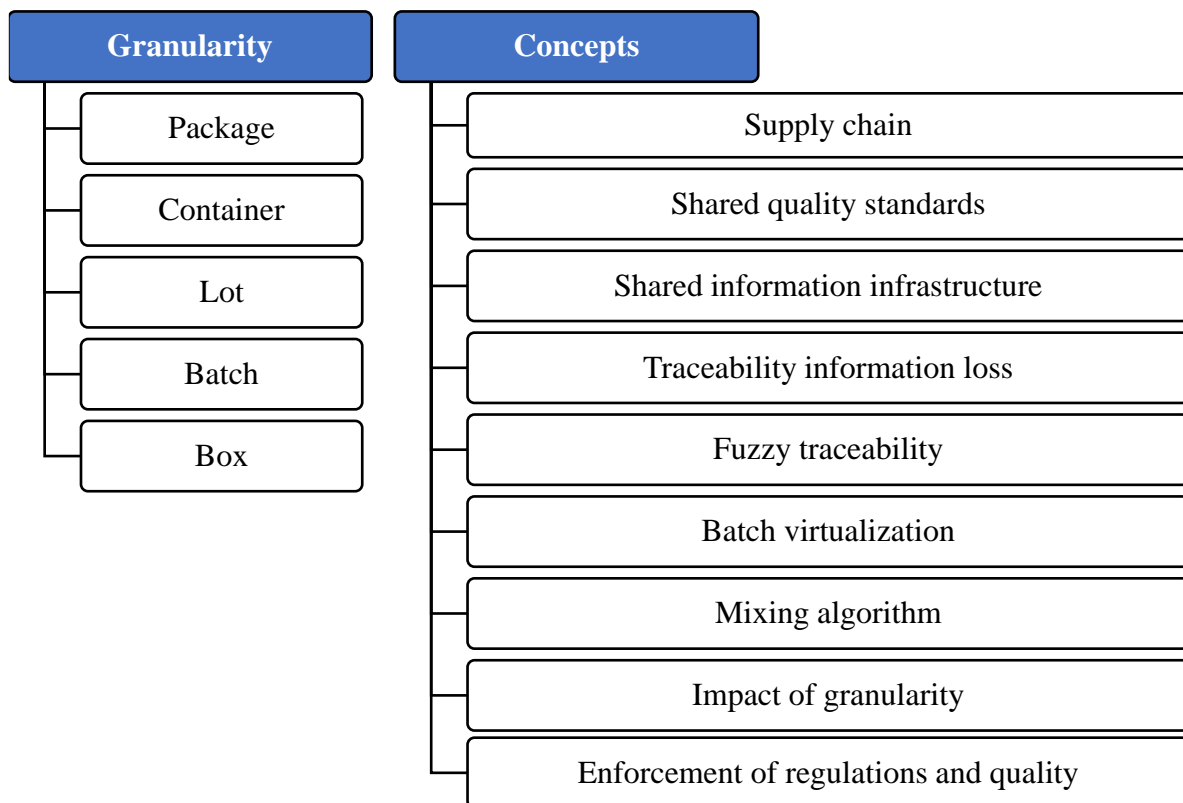 Granularity
Package
Container
Lot
Batch
Box
Concepts
Supply chain
Shared quality standards
Shared information infrastructure
Traceability information loss
Fuzzy traceability
Batch virtualization
Mixing algorithm
Impact of granularity
Enforcement of regulations and quality